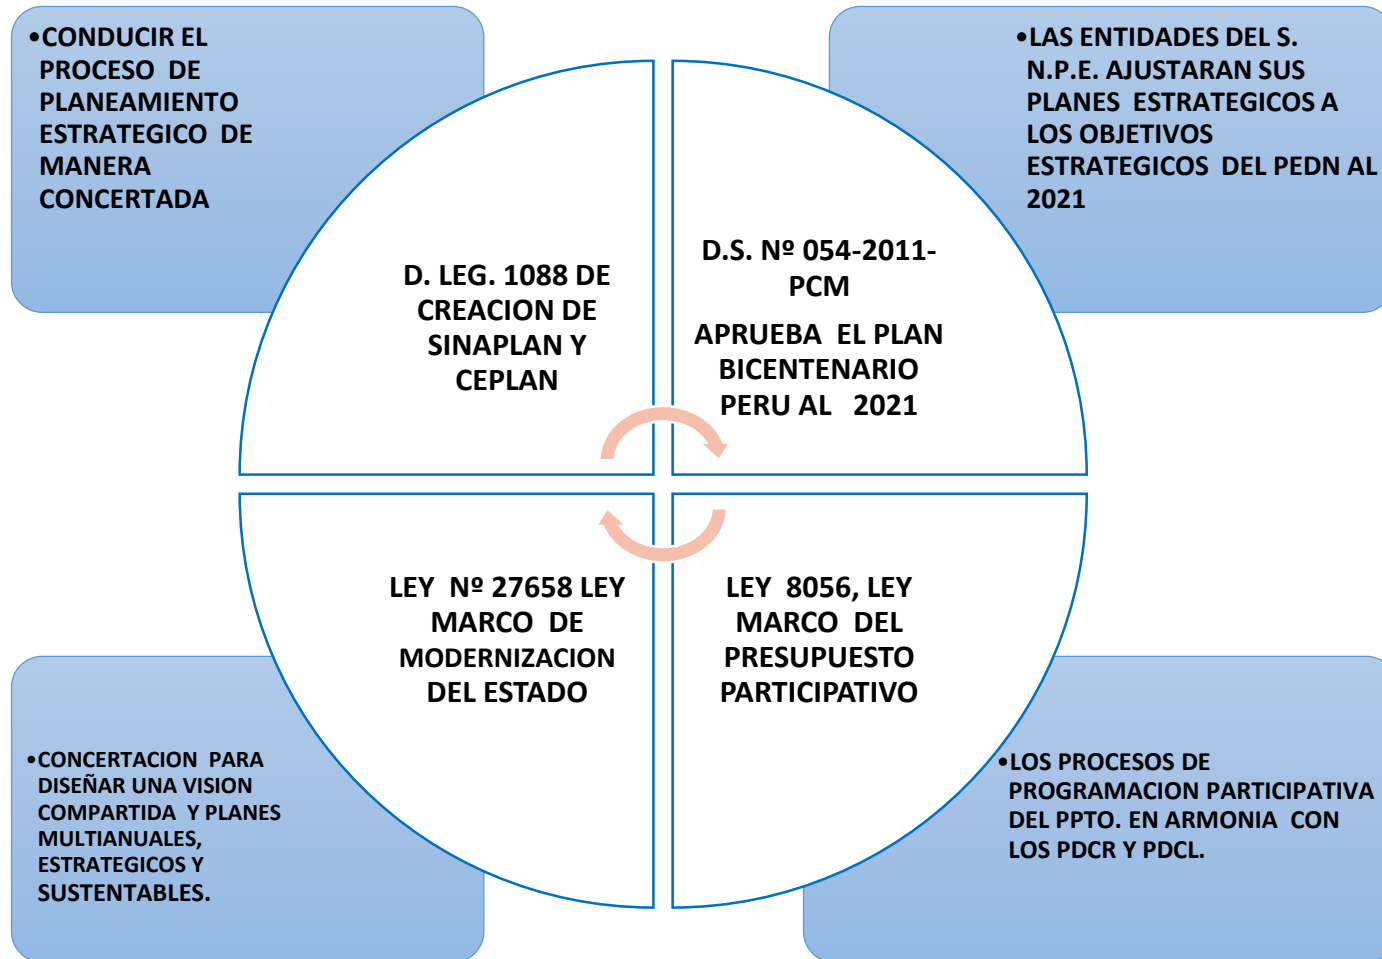 •CONDUCIR EL
PROCESO DE
PLANEAMIENTO
ESTRATEGICO DE
MANERA
CONCERTADA
•LAS ENTIDADES DEL S.
N.P.E. AJUSTARAN SUS
PLANES ESTRATEGICOS A
LOS OBJETIVOS
ESTRATEGICOS DEL PEDN AL
2021
D. LEG. 1088 DE
CREACION DE
SINAPLAN Y
CEPLAN
D.S. Nº 054-2011-
PCM
APRUEBA EL PLAN
BICENTENARIO
PERU AL 2021
LEY Nº 27658 LEY
MARCO DE
MODERNIZACION
DEL ESTADO
LEY 8056, LEY
MARCO DEL
PRESUPUESTO
PARTICIPATIVO
•CONCERTACION PARA
DISEÑAR UNA VISION
COMPARTIDA Y PLANES
MULTIANUALES,
ESTRATEGICOS Y
SUSTENTABLES.
•LOS PROCESOS DE
PROGRAMACION PARTICIPATIVA
DEL PPTO. EN ARMONIA CON
LOS PDCR Y PDCL.